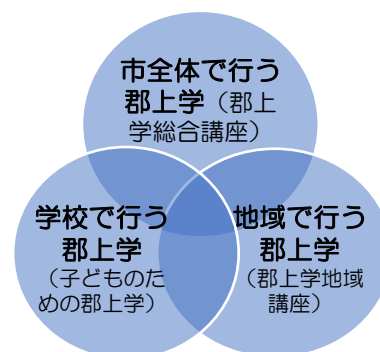 市全体で行う
郡上学（郡上
学総合講座）
学校で行う
郡上学
（子どものた
めの郡上学）
地域で行う
郡上学
（郡上学地域
講座）